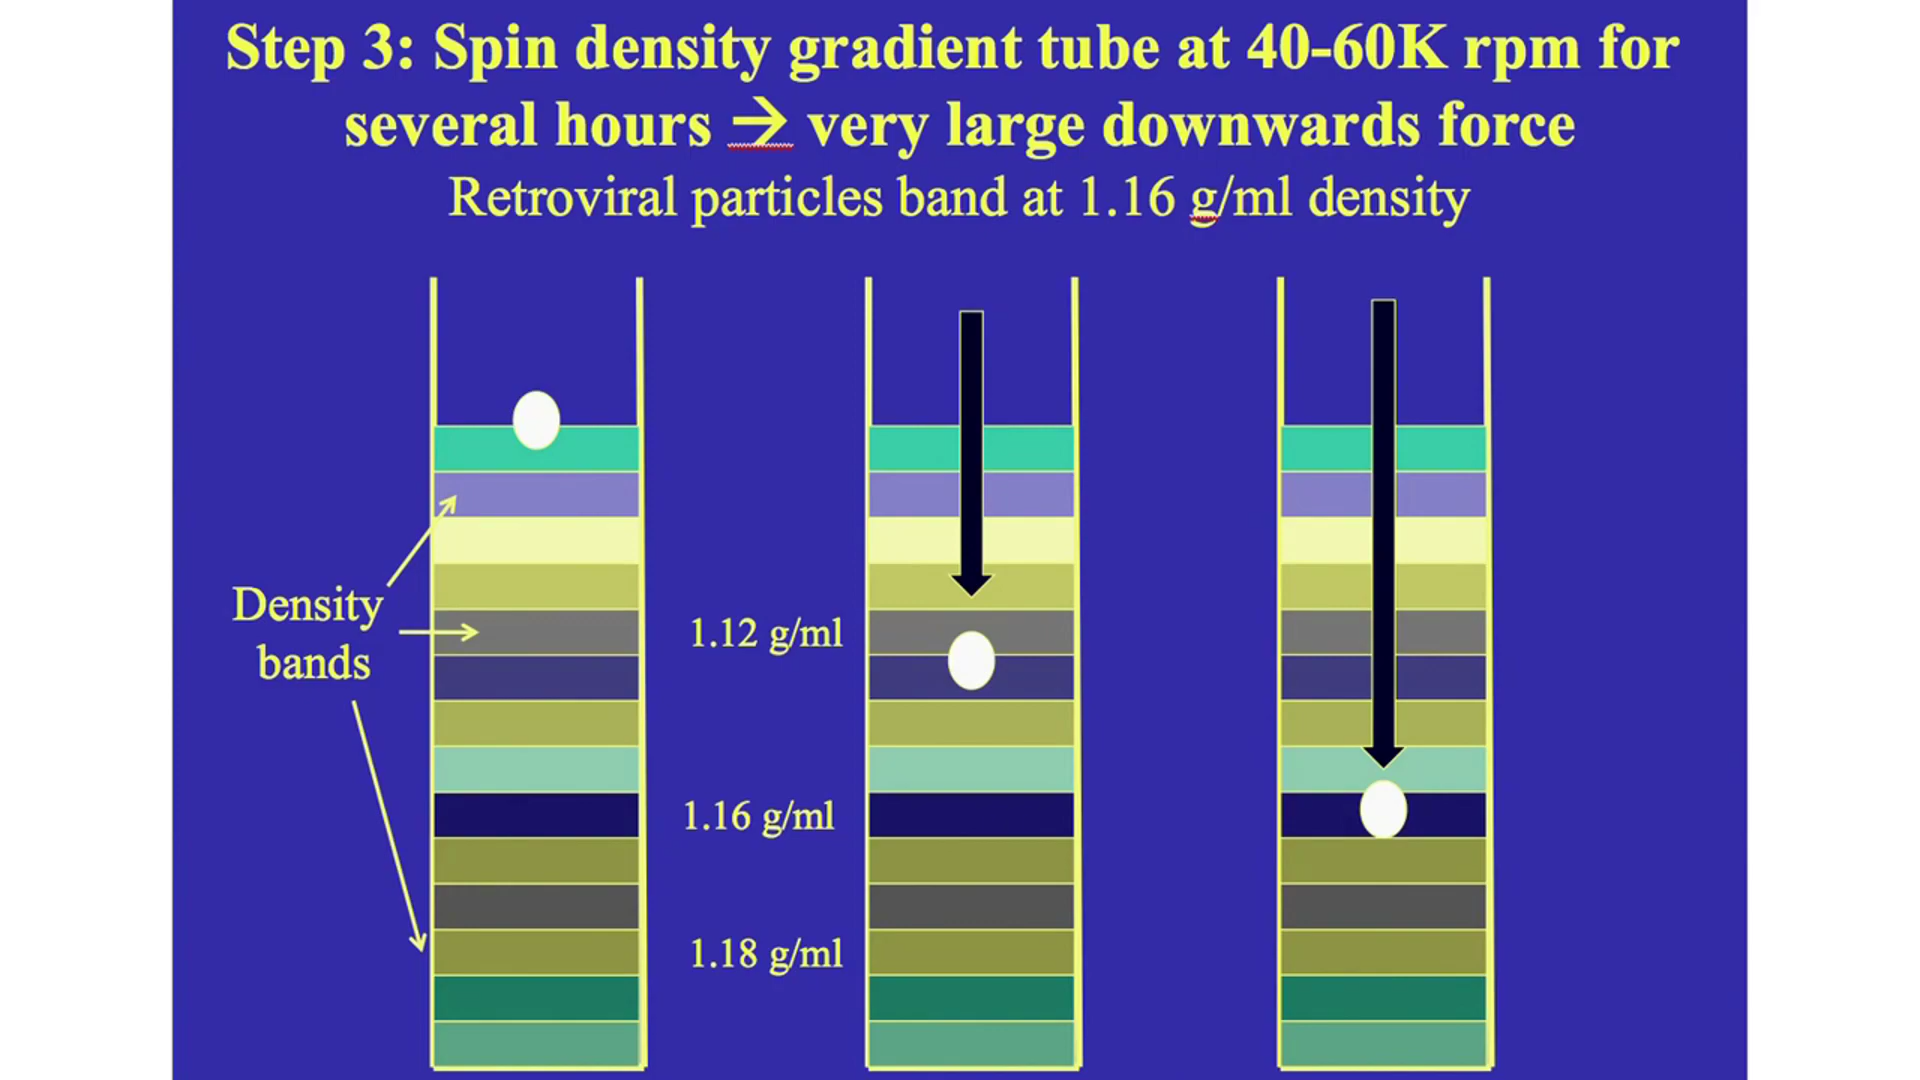 Step 3: Spin density gradient tube at 40-60K rpm for
several hours → very large downwards force
Retroviral particles band at 1.16 g/ml density
Density
bands
1.12 g/ml
1.16 g/ml
1.18 g/ml